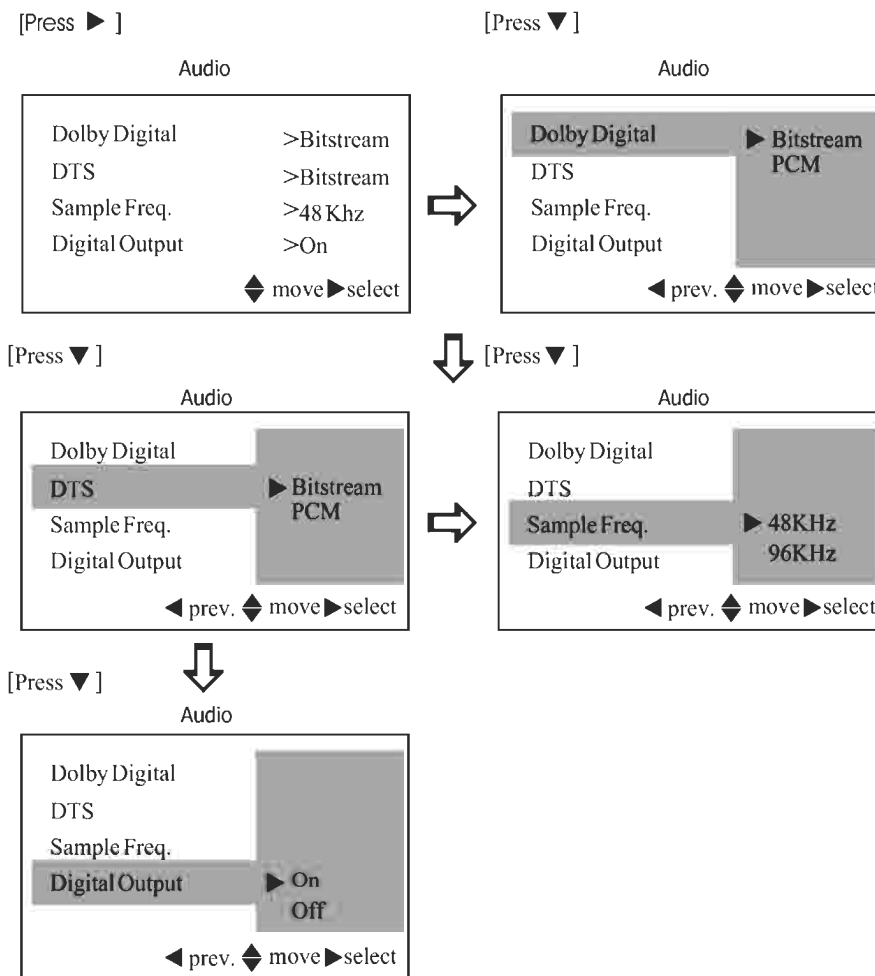 [Press ▶ ]
Audio
Dolby Digital >Bitstream
DTS >Bitstream
Sample Freq. >48 Khz
Digital Output >On
move ▶select
[Press ▼]
Audio
Dolby Digital ▶ Bitstream
PCM
DTS
Sample Freq.
Digital Output
◀ prev. move ▶select
[Press ▼ ]
Audio
Dolby Digital
DTS ▶ Bitstream
PCM
Sample Freq.
Digital Output
◀ prev. move ▶select
[Press ▼ ]
Audio
Dolby Digital
DTS
Sample Freq. ▶ 48KHz
96KHz
Digital Output
◀ prev. move ▶select
[Press ▼ ]
Audio
Dolby Digital
DTS
Sample Freq.
Digital Output ▶ On
Off
◀ prev. move ▶select